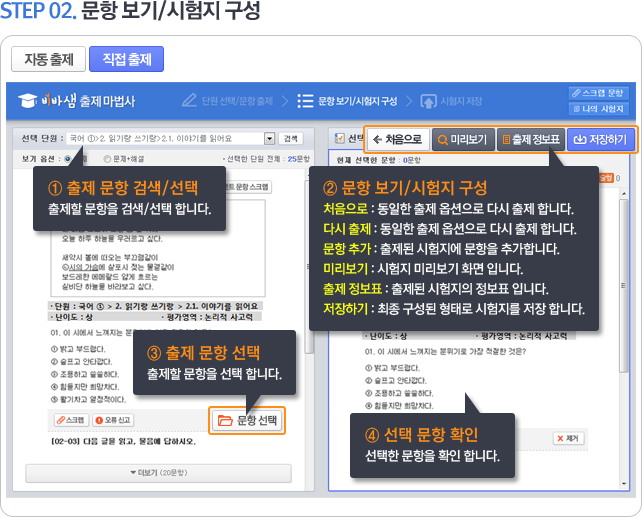 STEP 02. 문항 보기/시험지 구성
자동 출제
직접 출제
출제 마법사
단원 선택/문항 출제
문항 보기/시험지 구성
시험지 저장
스크랩 문항
나의 시험지
선택 단원 : 국어 ①>2. 읽기랑 쓰기랑>2.1. 이야기를 읽어요
검색
보기 옵션 :
문제+해설
· 선택한 단원 전체 : 25문항
처음으로
미리보기
출제 정보표
저장하기
현재 선택한 문항 : 0문항
① 출제 문항 검색/선택
출제할 문항을 검색/선택 합니다.
문항 스크랩
오늘 하루 하늘을 우러르고 싶다.
새악시 볼에 떠오는 부끄럼같이
㉡시의 가슴에 살포시 젖는 물결같이
보드레한 에메랄드 얇게 흐르는
실비단 하늘을 바라보고 싶다.
· 단원 : 국어 ① > 2. 읽기랑 쓰기랑 > 2.1. 이야기를 읽어요
· 난이도 : 상
· 평가영역 : 논리적 사고력
01. 이 시에서 느껴지는 분위
① 밝고 부드럽다.
② 슬프고 안타깝다.
③ 조용하고 쓸쓸하다.
④ 힘들지만 희망차다.
⑤ 활기차고 열정적이다.
스크랩
오류 신고
문항 선택
[02-03] 다음 글을 읽고, 물음에 답하시오.
더보기 (20문항)
③ 출제 문항 선택
출제할 문항을 선택 합니다.
② 문항 보기/시험지 구성
처음으로 : 동일한 출제 옵션으로 다시 출제 합니다.
다시 출제 : 동일한 출제 옵션으로 다시 출제 합니다.
문항 추가 : 출제된 시험지에 문항을 추가합니다.
미리보기 : 시험지 미리보기 화면 입니다.
출제 정보표 : 출제된 시험지의 정보표 입니다.
저장하기 : 최종 구성된 형태로 시험지를 저장 합니다.
· 난이도 : 상
· 평가영역 : 논리적 사고력
01. 이 시에서 느껴지는 분위기로 가장 적절한 것은?
① 밝고 부드럽다.
② 슬프고 안타깝다.
③ 조용하고 쓸쓸하다.
④ 힘들지만 희망차다.
제거
④ 선택 문항 확인
선택한 문항을 확인 합니다.